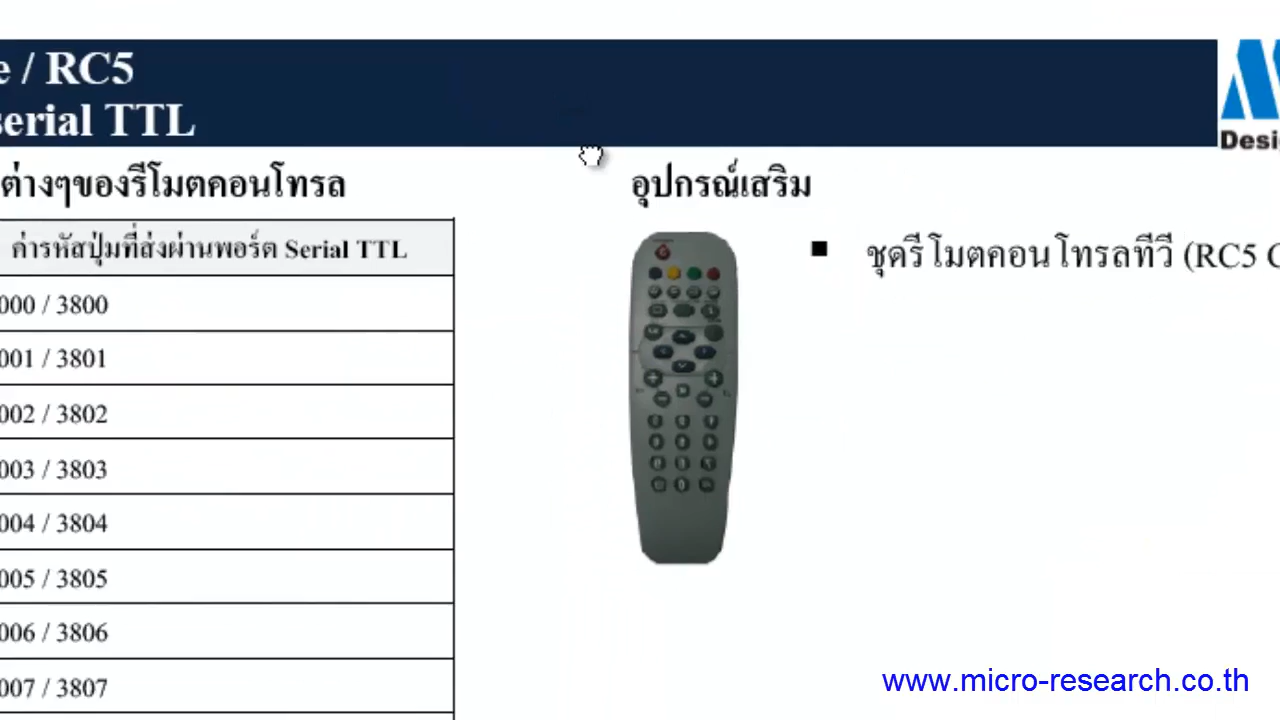 e / RC5
serial TTL
Desi
ต่างๆของรีโมตคอนโทรล
ค่ารหัสปุ่มที่ส่งผ่านพอร์ต Serial TTL
000 / 3800
001 / 3801
002 / 3802
003 / 3803
004 / 3804
005 / 3805
006 / 3806
007 / 3807
อุปกรณ์เสริม
■ ชุดรีโมตคอนโทรลทีวี (RC5 C
www.micro-research.co.th